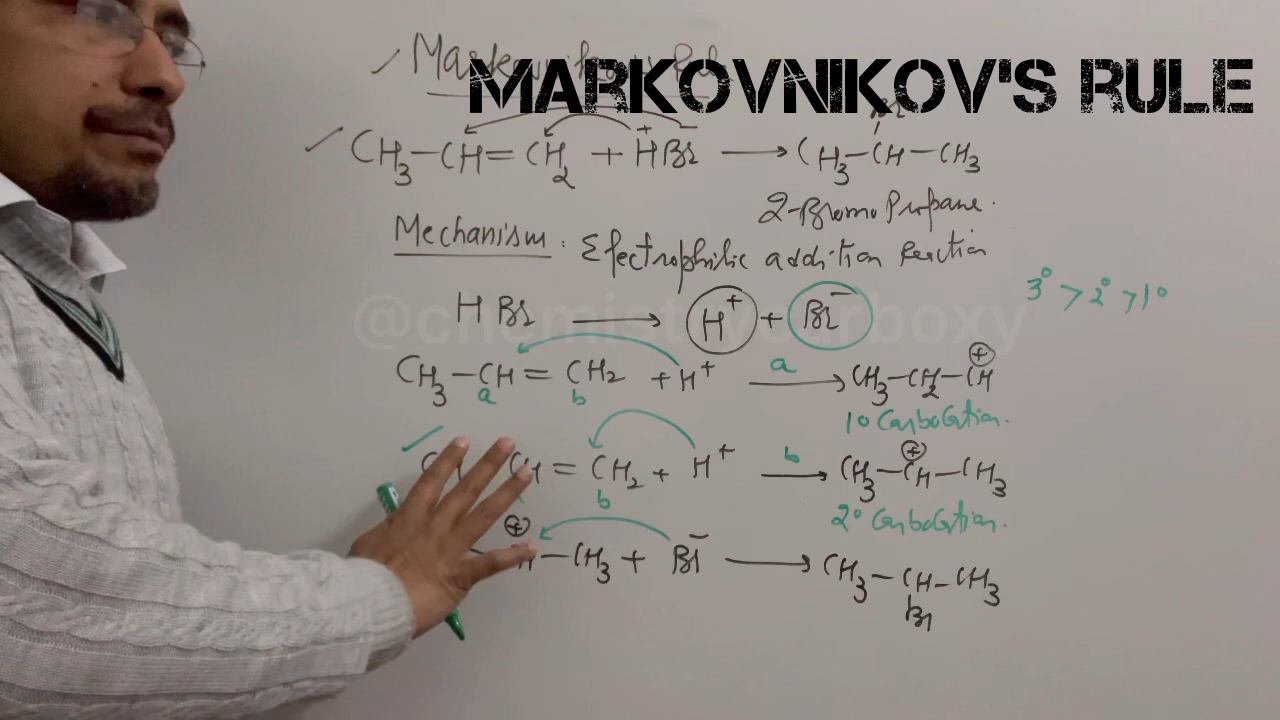 MARKOVNIKOV'S RULE
CH3-CH=CH2 + H+Br- → CH3-CH-CH3
2-Bromo Propane.
Mechanism: Electrophilic addition Reaction
3° > 2° > 1°
HBr → H+ + Br-
CH3-CH=CH2 + H+ a→ CH3-CH2-CH+
a b
1° Carbocation.
CH=CH2 + H+ b→ CH3-CH+-CH3
b
2° Carbocation.
+
-CH3 + Br- → CH3-CH-CH3
Br